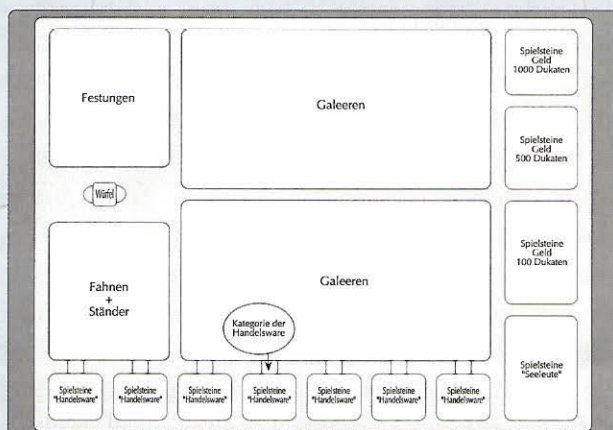 Festungen
Galeeren
Spielsteine
Geld
1000 Dukaten
Spielsteine
Geld
500 Dukaten
Würfel
Fahnen
+
Ständer
Galeeren
Kategorie der
Handelsware
Spielsteine
Geld
100 Dukaten
Spielsteine
"Seeleute"
Spielsteine
"Handelsware"
Spielsteine
"Handelsware"
Spielsteine
"Handelsware"
Spielsteine
"Handelsware"
Spielsteine
"Handelsware"
Spielsteine
"Handelsware"
Spielsteine
"Handelsware"